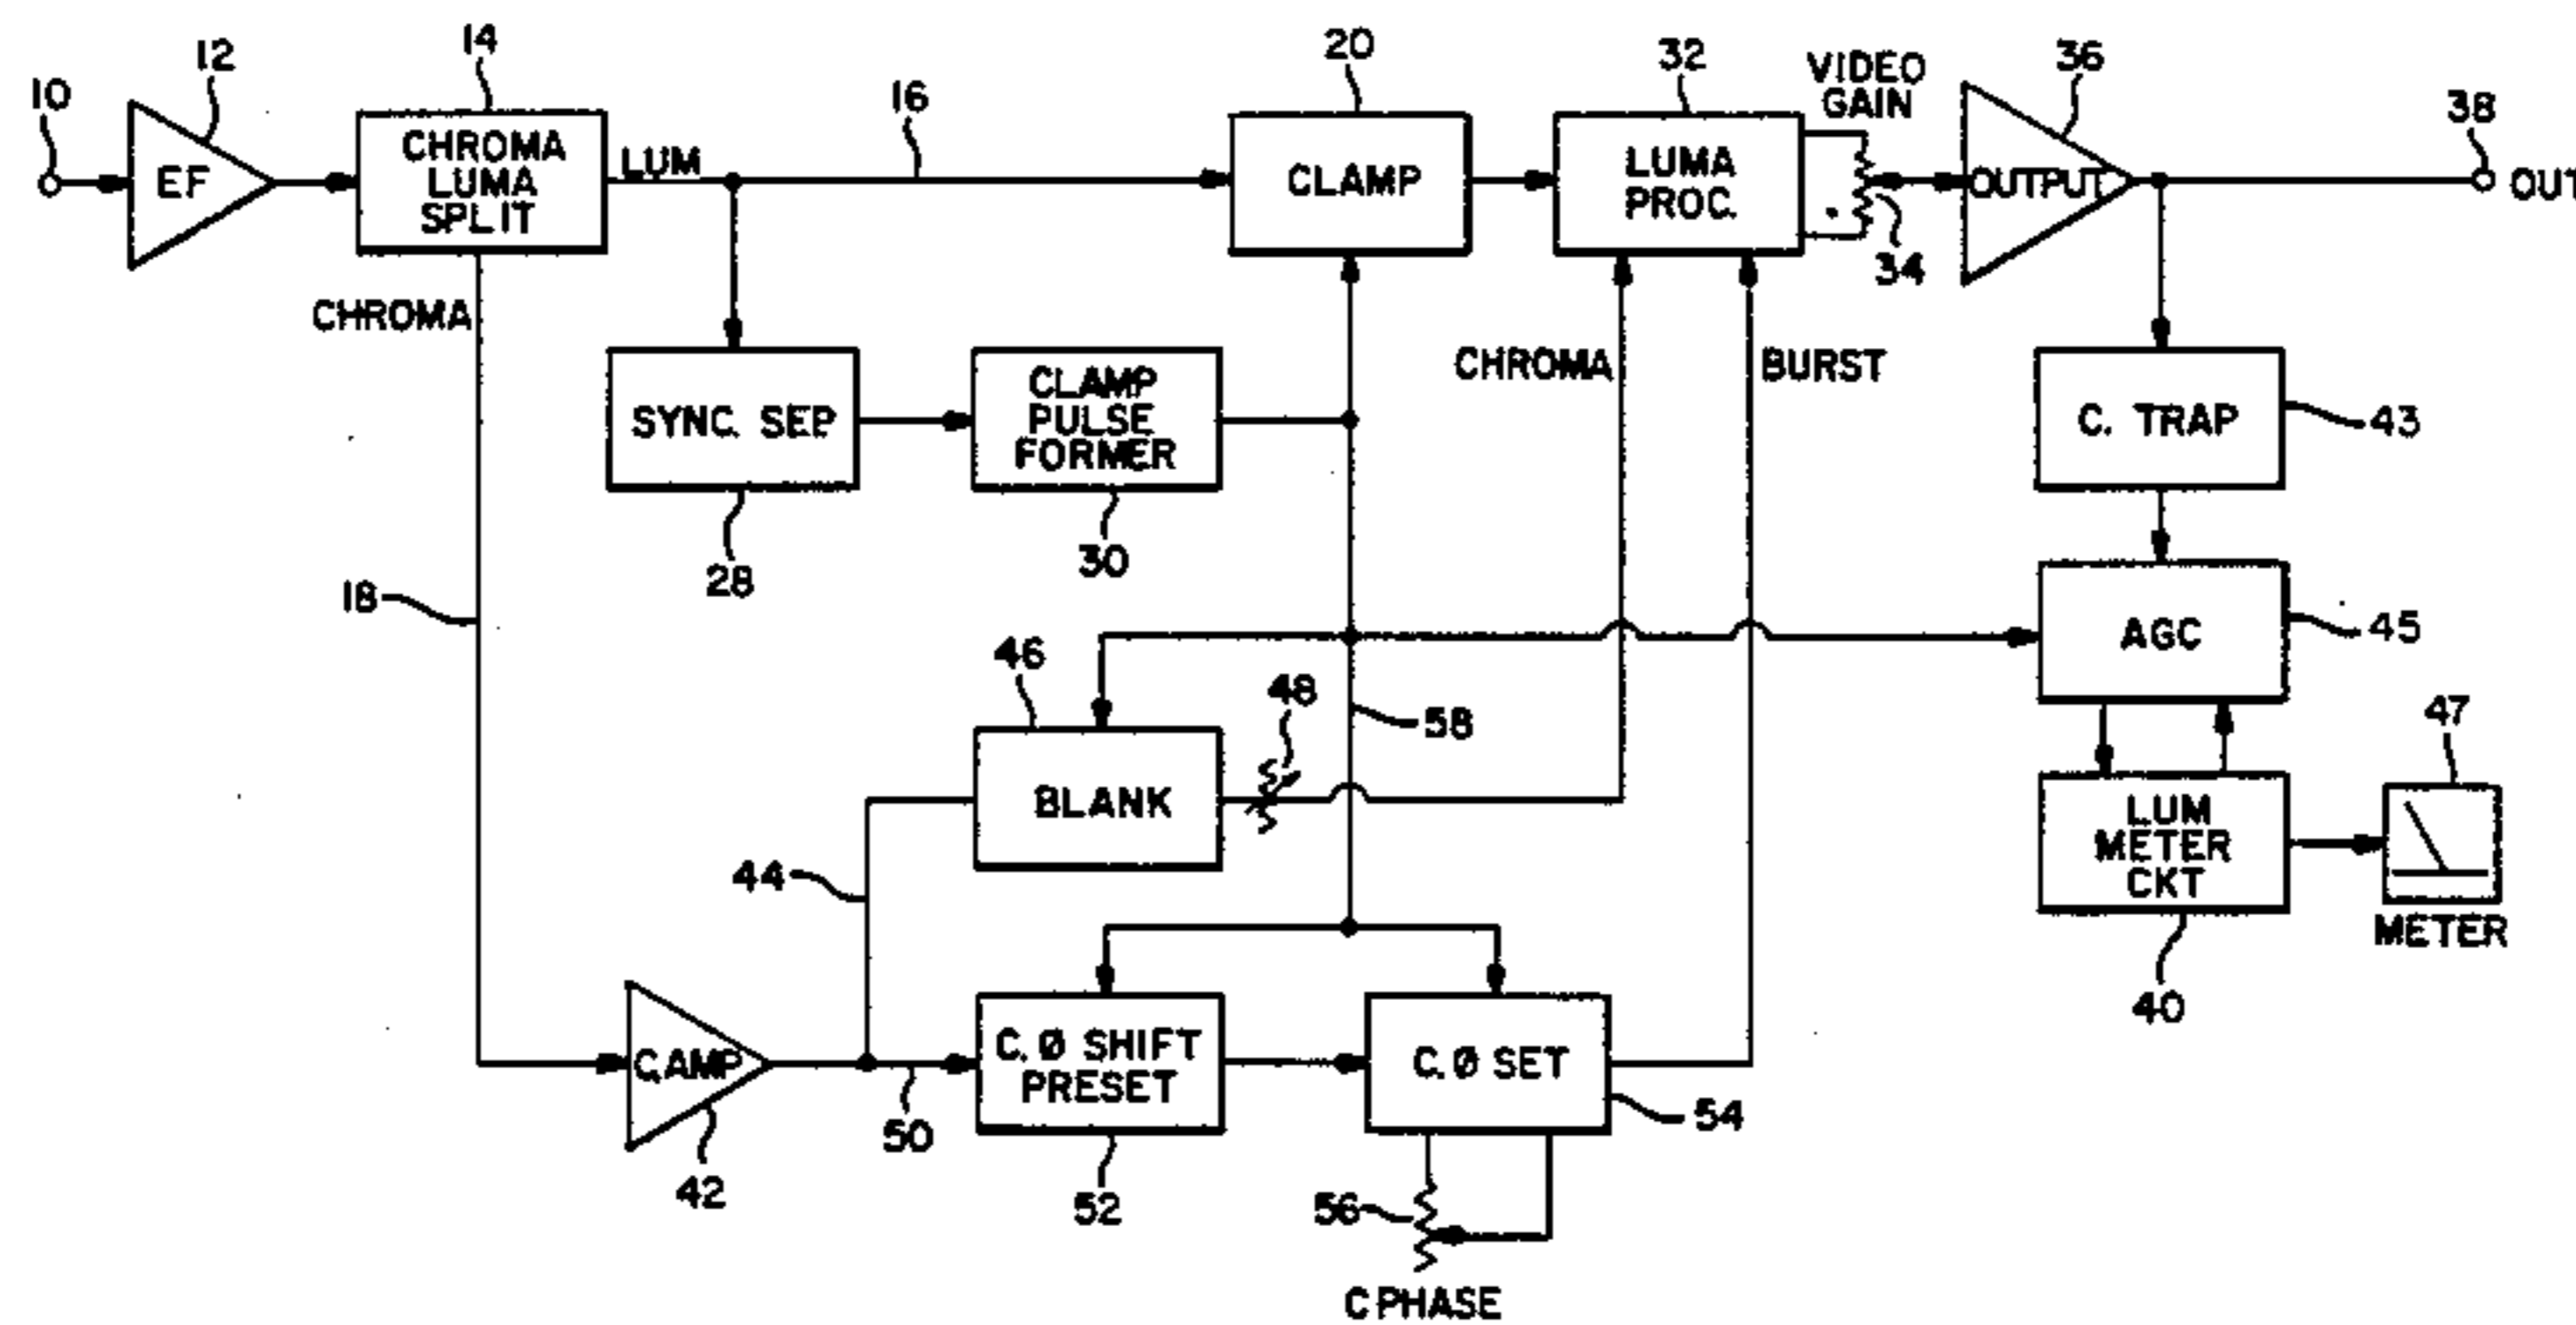 10
12
14
16
20
32
VIDEO
GAIN
36
38
EF
CHROMA
LUMA
SPLIT
LUM
CLAMP
LUMA
PROC.
OUTPUT
OUT
34
CHROMA
SYNC. SEP
CLAMP
PULSE
FORMER
CHROMA
BURST
C. TRAP
43
28
30
18
AGC
45
46
48
58
47
BLANK
LUM
METER
CKT
METER
44
40
C.AMP
C.Ø SHIFT
PRESET
C.Ø SET
54
50
42
52
56
C PHASE